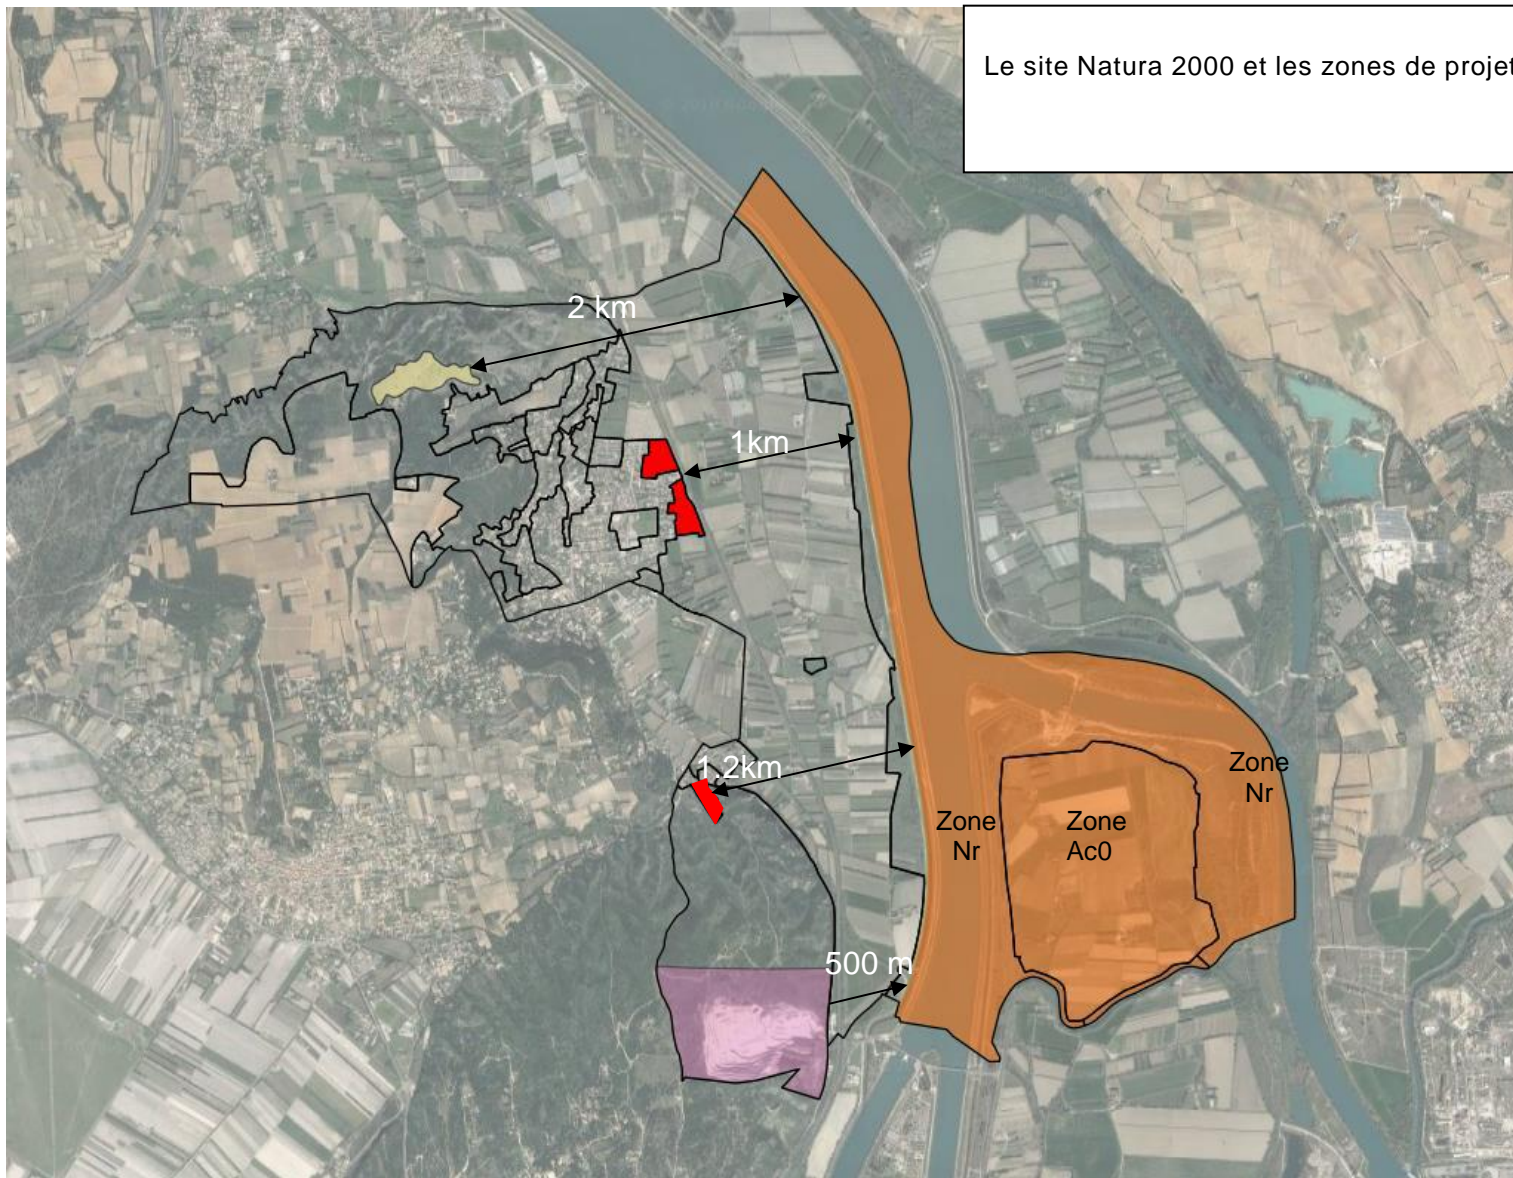 Le site Natura 2000 et les zones de projet
2 km
1km
1.2km
Zone
Nr
Zone
Nr
Zone
Ac0
500 m